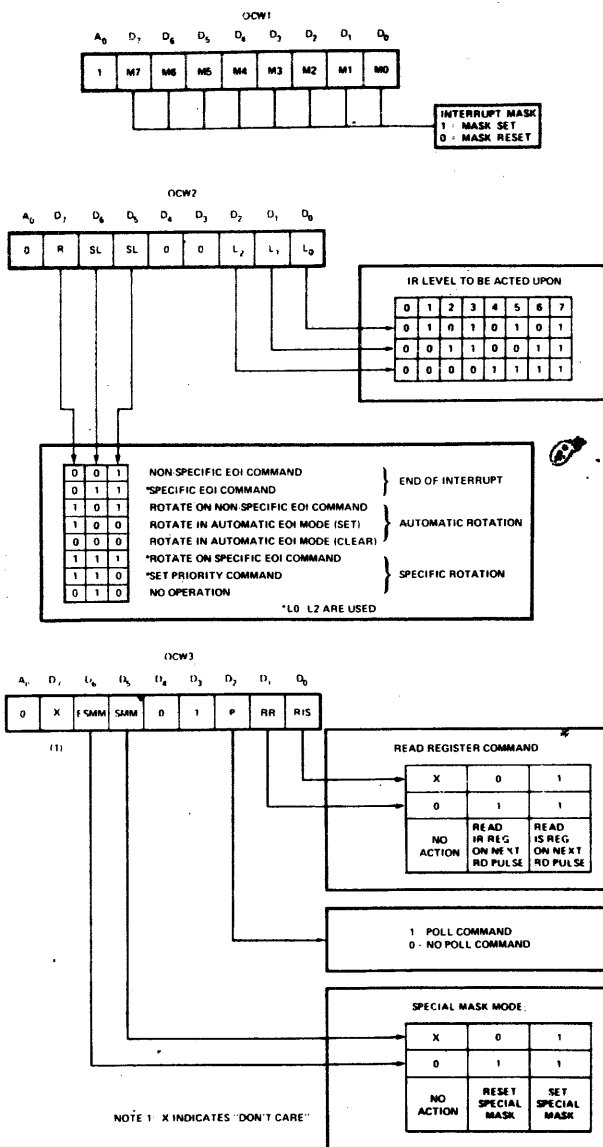 OCW1
A0 D7 D6 D5 D4 D3 D2 D1 D0
1 M7 M6 M5 M4 M3 M2 M1 M0
INTERRUPT MASK
1 - MASK SET
0 - MASK RESET
OCW2
A0 D7 D6 D5 D4 D3 D2 D1 D0
0 R SL SL 0 0 L2 L1 L0
IR LEVEL TO BE ACTED UPON
0 1 2 3 4 5 6 7
0 1 0 1 0 1 0 1
0 0 1 1 0 0 1 1
0 0 0 0 1 1 1 1
0 0 1 NON-SPECIFIC EOI COMMAND
0 1 1 *SPECIFIC EOI COMMAND
END OF INTERRUPT
1 0 1 ROTATE ON NON-SPECIFIC EOI COMMAND
1 0 0 ROTATE IN AUTOMATIC EOI MODE (SET)
0 0 0 ROTATE IN AUTOMATIC EOI MODE (CLEAR)
AUTOMATIC ROTATION
1 1 1 *ROTATE ON SPECIFIC EOI COMMAND
1 1 0 *SET PRIORITY COMMAND
0 1 0 NO OPERATION
SPECIFIC ROTATION
*L0 L2 ARE USED
OCW3
D7 D5 D4 D3 D2 D1 D0
0 X ESMM SMM 0 1 P RR RIS
(1)
READ REGISTER COMMAND
X 0 1
0 1 1
NO ACTION
READ IR REG ON NEXT RD PULSE
READ IS REG ON NEXT RD PULSE
1 POLL COMMAND
0 - NO POLL COMMAND
SPECIAL MASK MODE
X 0 1
0 1 1
NO ACTION
RESET SPECIAL MASK
SET SPECIAL MASK
NOTE 1: X INDICATES "DON'T CARE"